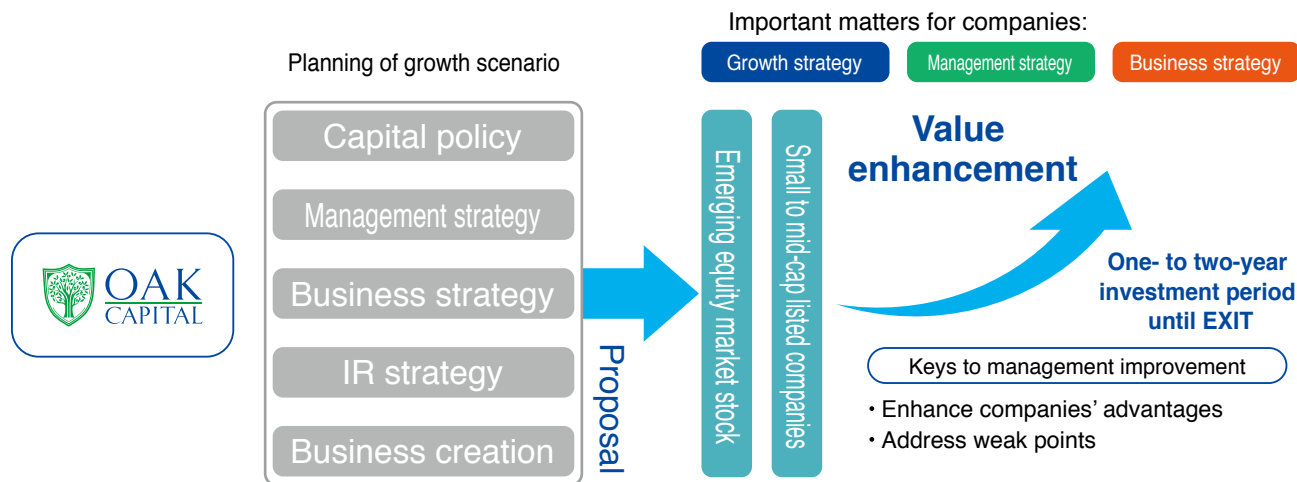 Important matters for companies:
Growth strategy
Management strategy
Business strategy
Planning of growth scenario
Capital policy
Management strategy
Business strategy
IR strategy
Business creation
OAK
CAPITAL
Proposal
Emerging equity market stock
Small to mid-cap listed companies
Value
enhancement
One- to two-year
investment period
until EXIT
Keys to management improvement
・Enhance companies’ advantages
・Address weak points